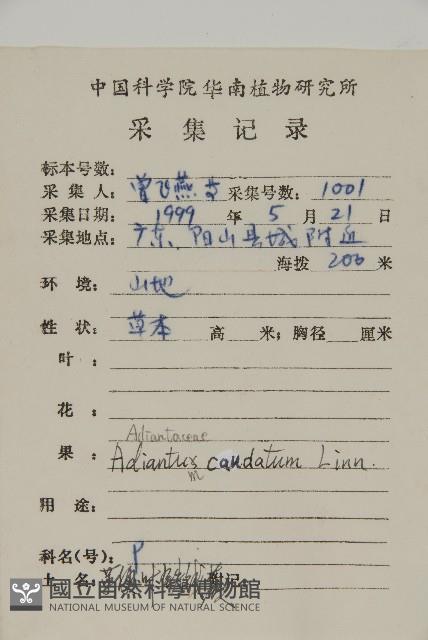 中国科学院华南植物研究所
采集记录
标本号数：
采集人：曾飞燕 等 采集号数：1001
采集日期：1999 年 5 月 21 日
采集地点：广东、阳山县城附近
海拨 200 米
环境：山地
性状：草本 高 米；胸径 厘米
叶：
花：
Adiantaceae
果：Adiantum caudatum Linn.
用途：
科名(号)：P
土名： 附记
國立自然科學博物館
NATIONAL MUSEUM OF NATURAL SCIENCE